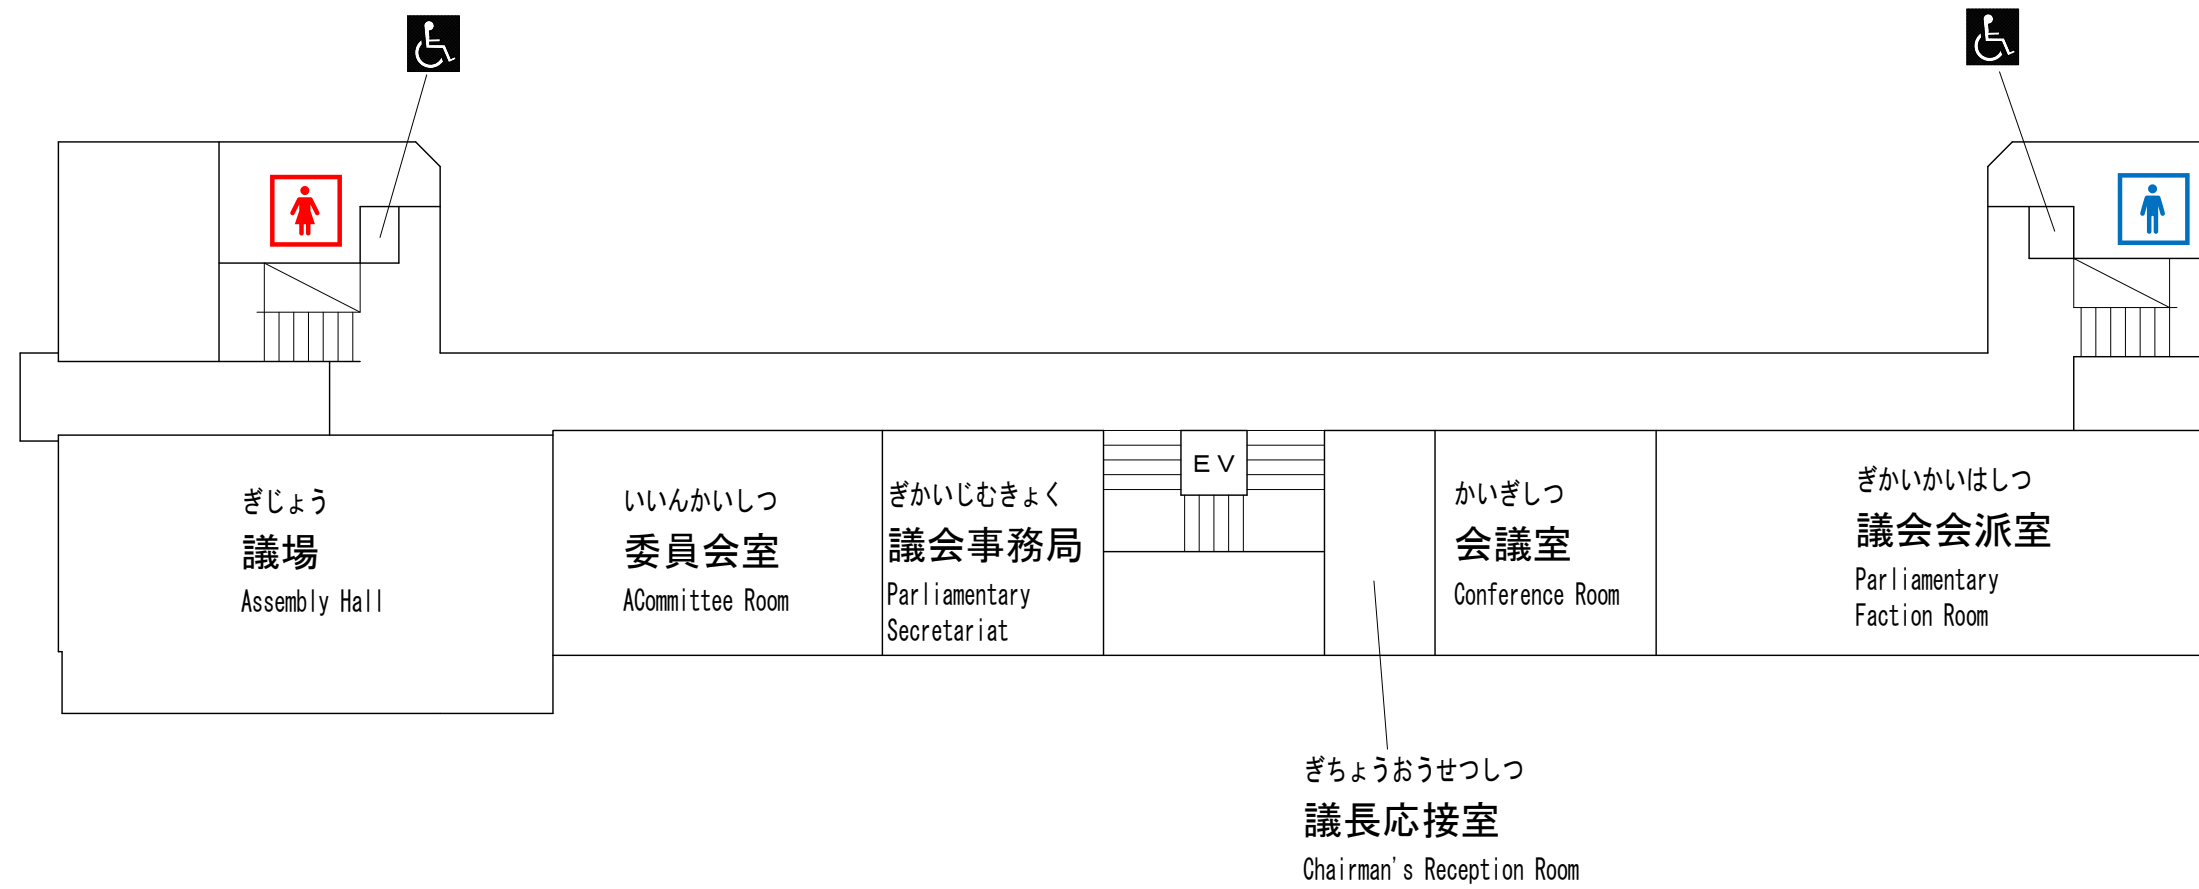 ぎじょう
議場
Assembly Hall
いいんかいしつ
委員会室
ACommittee Room
ぎかいじむきょく
議会事務局
Parliamentary
Secretariat
ＥＶ
かいぎしつ
会議室
Conference Room
ぎかいかいはしつ
議会会派室
Parliamentary
Faction Room
ぎちょうおうせつしつ
議長応接室
Chairman's Reception Room